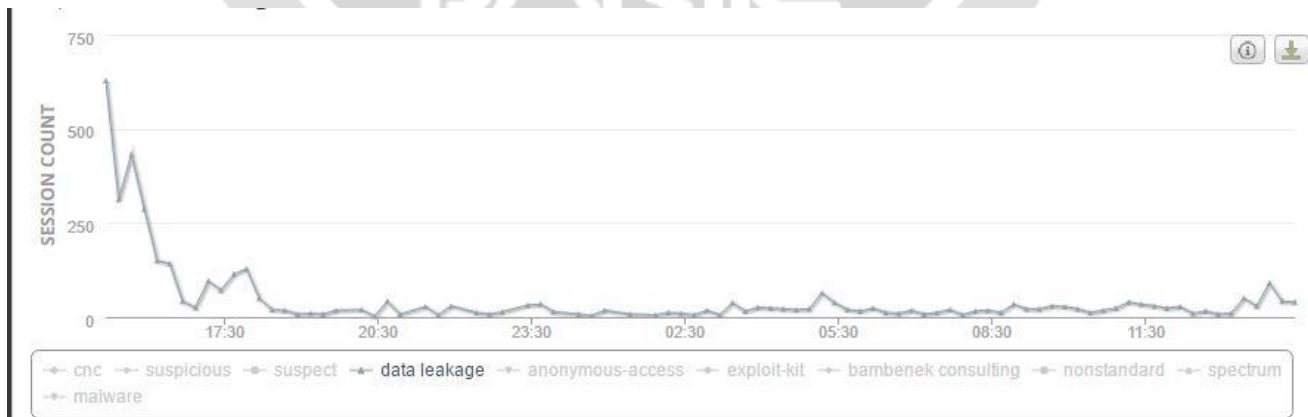 750
500
250
0
SESSION COUNT
17:30 20:30 23:30 02:30 05:30 08:30 11:30
cnc suspicious suspect data leakage anonymous-access exploit-kit bambenek consulting nonstandard spectrum
malware